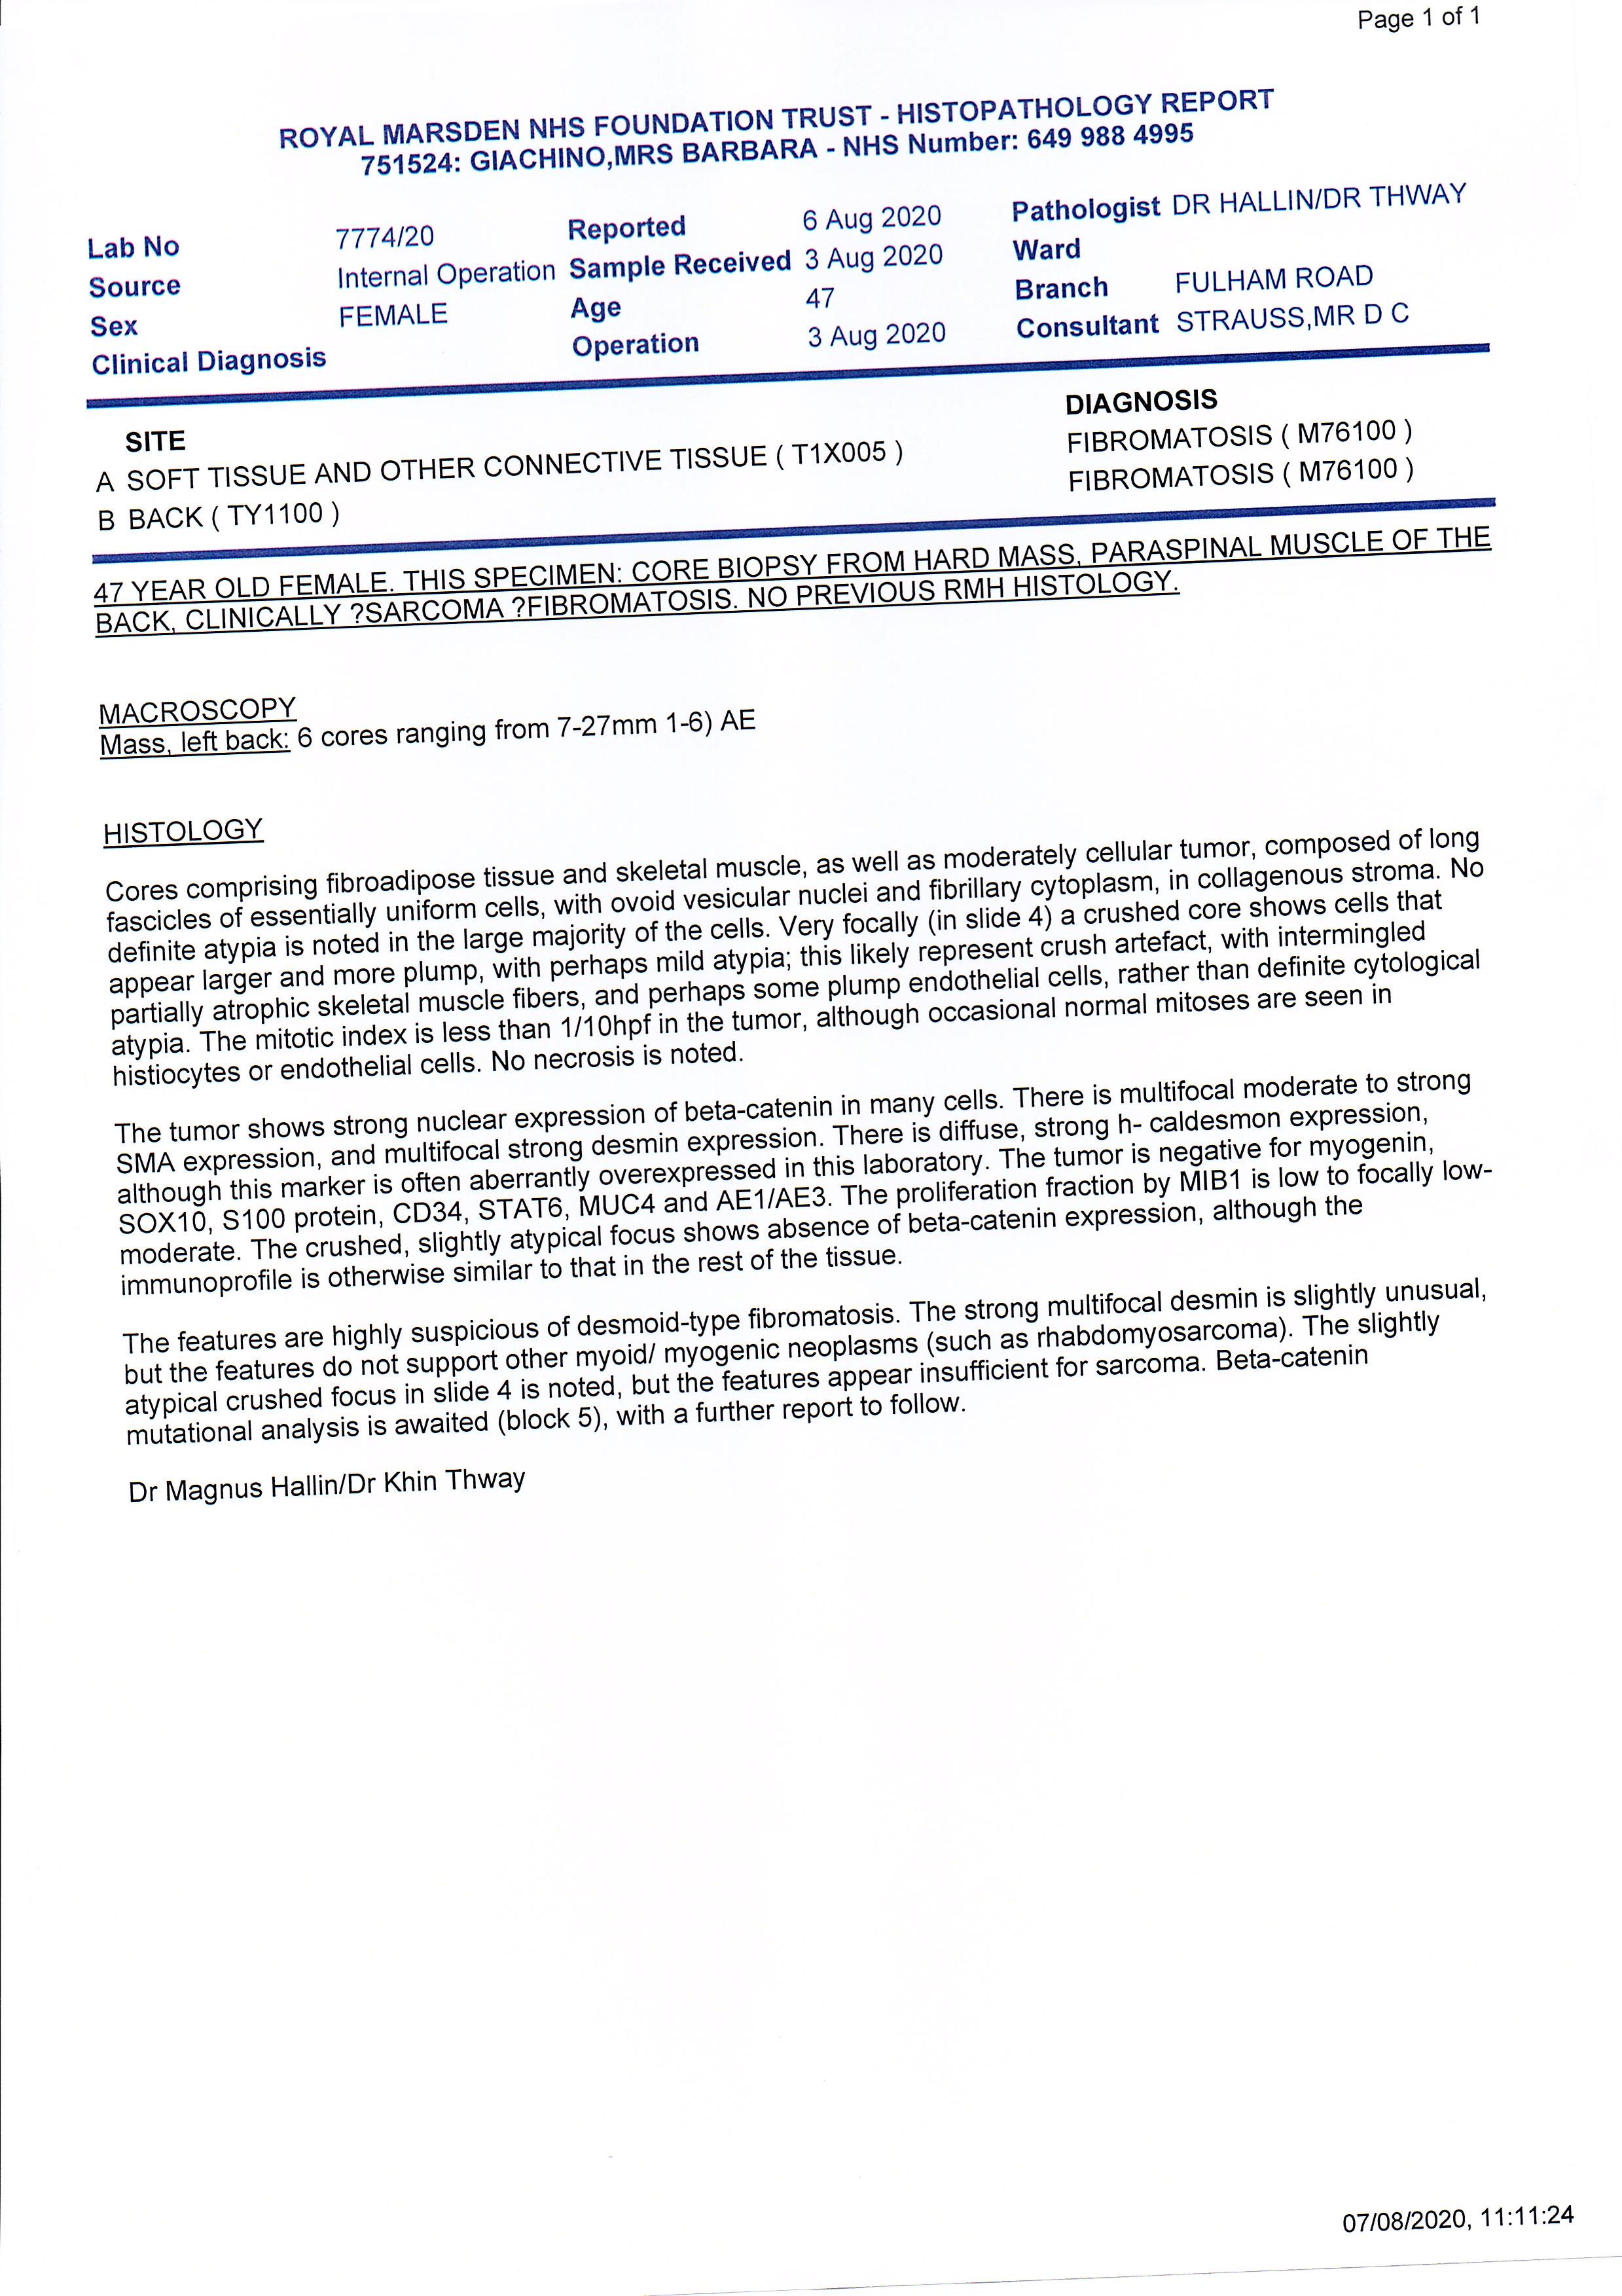 Page 1 of 1
ROYAL MARSDEN NHS FOUNDATION TRUST - HISTOPATHOLOGY REPORT
751524: GIACHINO,MRS BARBARA - NHS Number: 649 988 4995
Lab No 7774/20 Reported 6 Aug 2020 Pathologist DR HALLIN/DR THWAY
Source Internal Operation Sample Received 3 Aug 2020 Ward
Sex FEMALE Age 47 Branch FULHAM ROAD
Clinical Diagnosis Operation 3 Aug 2020 Consultant STRAUSS,MR D C
SITE DIAGNOSIS
A SOFT TISSUE AND OTHER CONNECTIVE TISSUE ( T1X005 ) FIBROMATOSIS ( M76100 )
B BACK ( TY1100 ) FIBROMATOSIS ( M76100 )
47 YEAR OLD FEMALE. THIS SPECIMEN: CORE BIOPSY FROM HARD MASS, PARASPINAL MUSCLE OF THE
BACK, CLINICALLY ?SARCOMA ?FIBROMATOSIS. NO PREVIOUS RMH HISTOLOGY.
MACROSCOPY
Mass, left back: 6 cores ranging from 7-27mm 1-6) AE
HISTOLOGY
Cores comprising fibroadipose tissue and skeletal muscle, as well as moderately cellular tumor, composed of long
fascicles of essentially uniform cells, with ovoid vesicular nuclei and fibrillary cytoplasm, in collagenous stroma. No
definite atypia is noted in the large majority of the cells. Very focally (in slide 4) a crushed core shows cells that
appear larger and more plump, with perhaps mild atypia; this likely represent crush artefact, with intermingled
partially atrophic skeletal muscle fibers, and perhaps some plump endothelial cells, rather than definite cytological
atypia. The mitotic index is less than 1/10hpf in the tumor, although occasional normal mitoses are seen in
histiocytes or endothelial cells. No necrosis is noted.
The tumor shows strong nuclear expression of beta-catenin in many cells. There is multifocal moderate to strong
SMA expression, and multifocal strong desmin expression. There is diffuse, strong h- caldesmon expression,
although this marker is often aberrantly overexpressed in this laboratory. The tumor is negative for myogenin,
SOX10, S100 protein, CD34, STAT6, MUC4 and AE1/AE3. The proliferation fraction by MIB1 is low to focally low-
moderate. The crushed, slightly atypical focus shows absence of beta-catenin expression, although the
immunoprofile is otherwise similar to that in the rest of the tissue.
The features are highly suspicious of desmoid-type fibromatosis. The strong multifocal desmin is slightly unusual,
but the features do not support other myoid/ myogenic neoplasms (such as rhabdomyosarcoma). The slightly
atypical crushed focus in slide 4 is noted, but the features appear insufficient for sarcoma. Beta-catenin
mutational analysis is awaited (block 5), with a further report to follow.
Dr Magnus Hallin/Dr Khin Thway
07/08/2020, 11:11:24